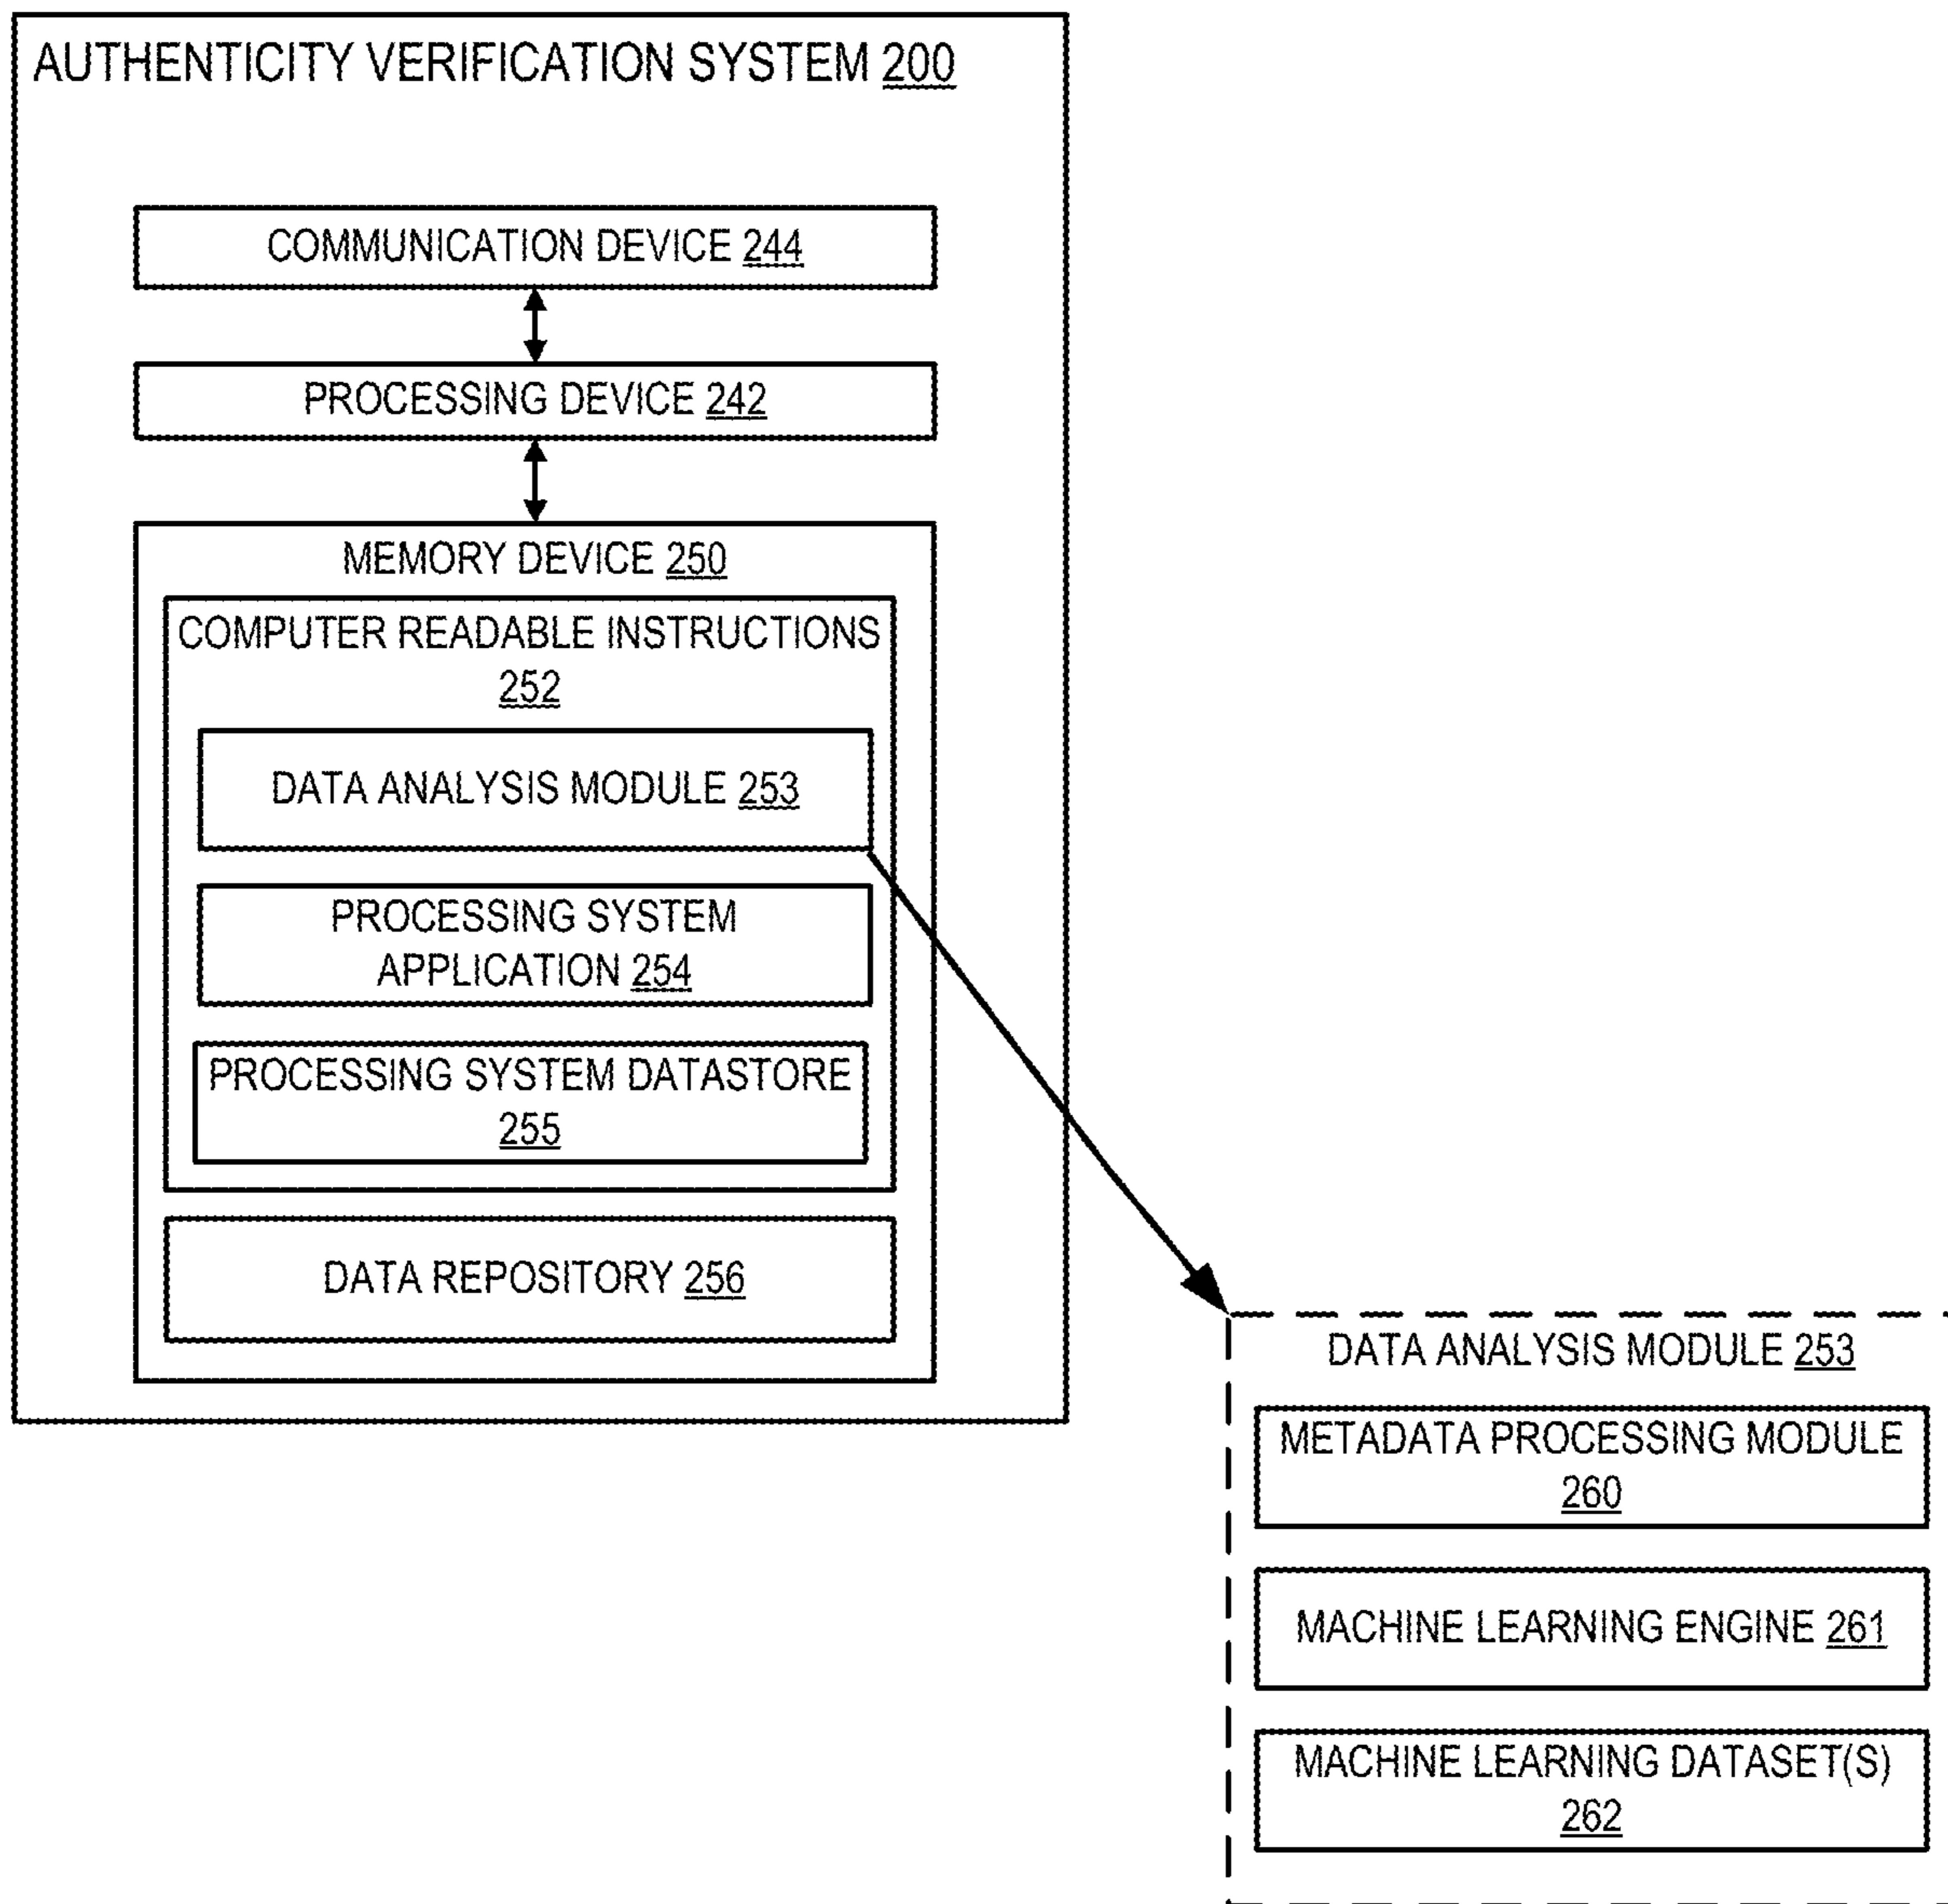 AUTHENTICITY VERIFICATION SYSTEM 200
COMMUNICATION DEVICE 244
PROCESSING DEVICE 242
MEMORY DEVICE 250
COMPUTER READABLE INSTRUCTIONS
252
DATA ANALYSIS MODULE 253
PROCESSING SYSTEM
APPLICATION 254
PROCESSING SYSTEM DATASTORE
255
DATA REPOSITORY 256
DATA ANALYSIS MODULE 253
METADATA PROCESSING MODULE
260
MACHINE LEARNING ENGINE 261
MACHINE LEARNING DATASET(S)
262